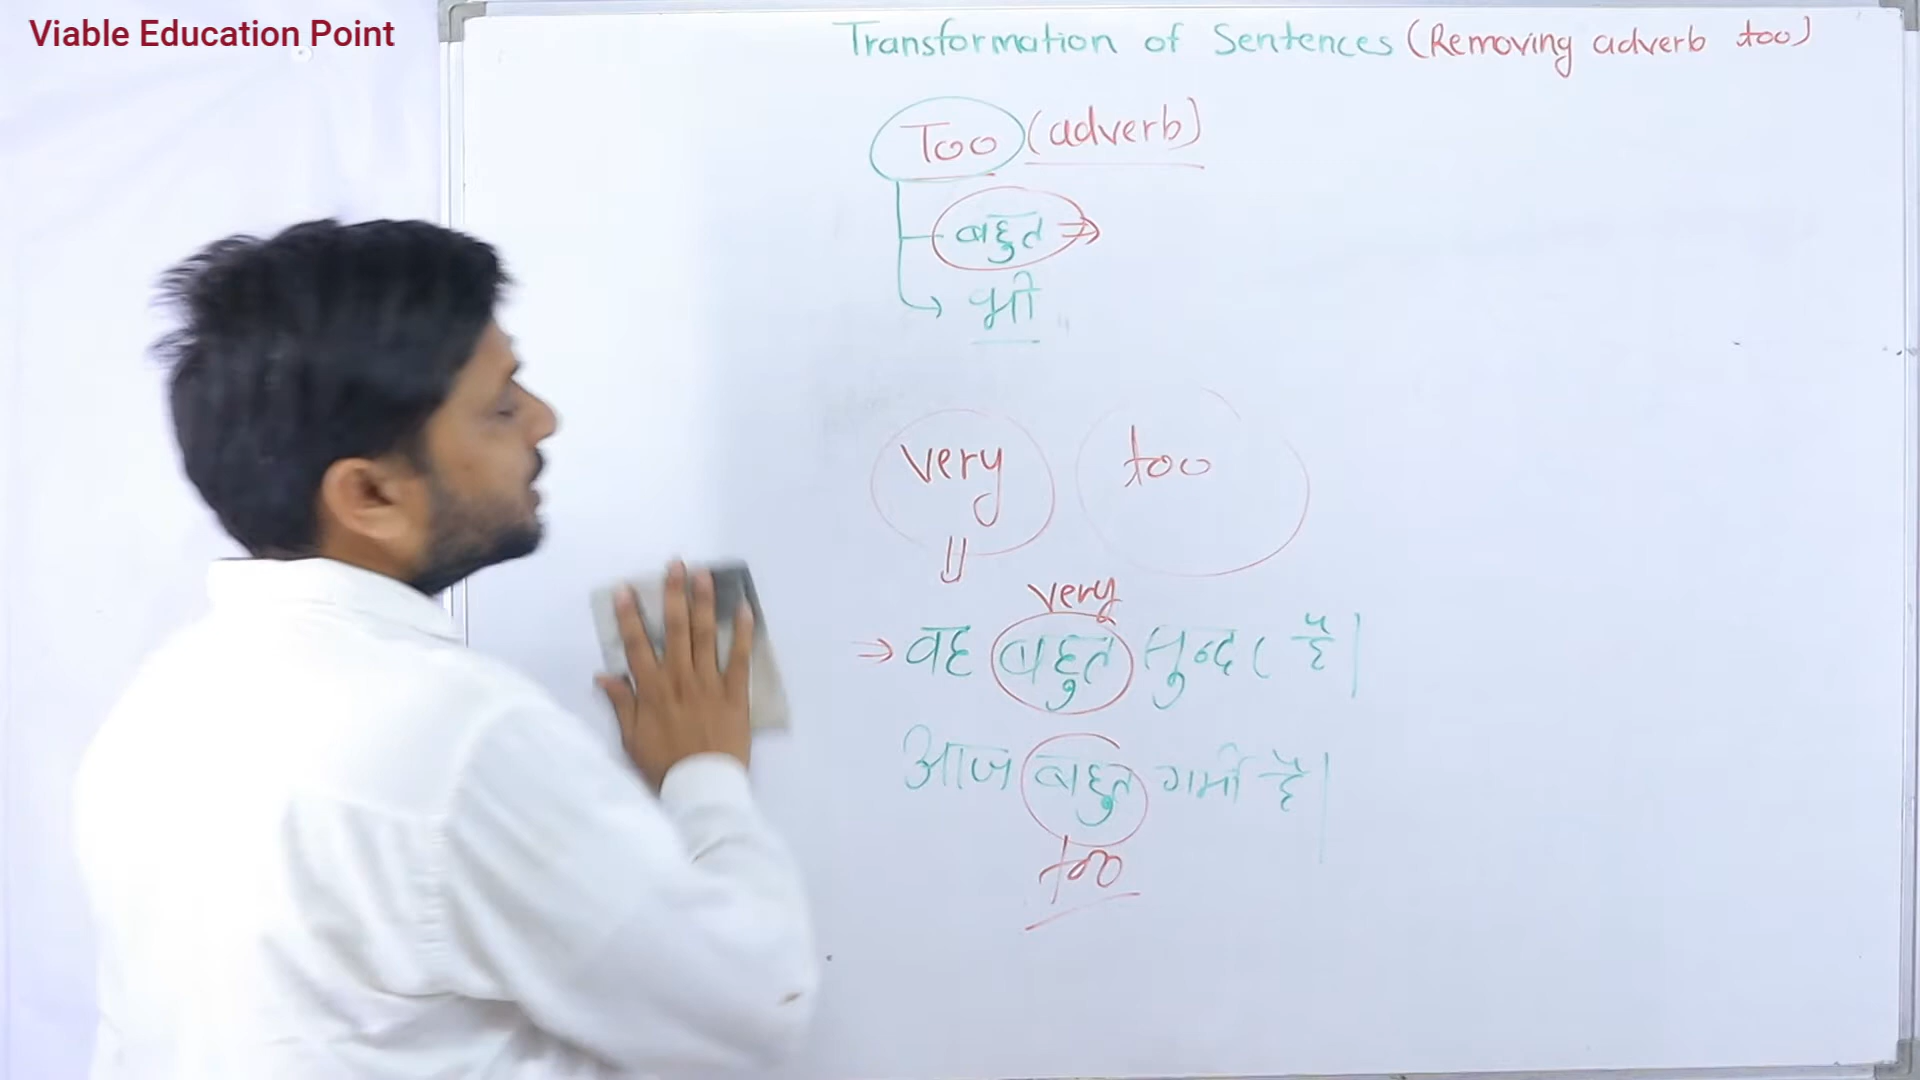 Viable Education Point
Transformation of Sentences (Removing adverb too)
Too (adverb)
बहुत
भी
very too
very
वह बहुत सुन्दर है।
आज बहुत गर्मी है।
too